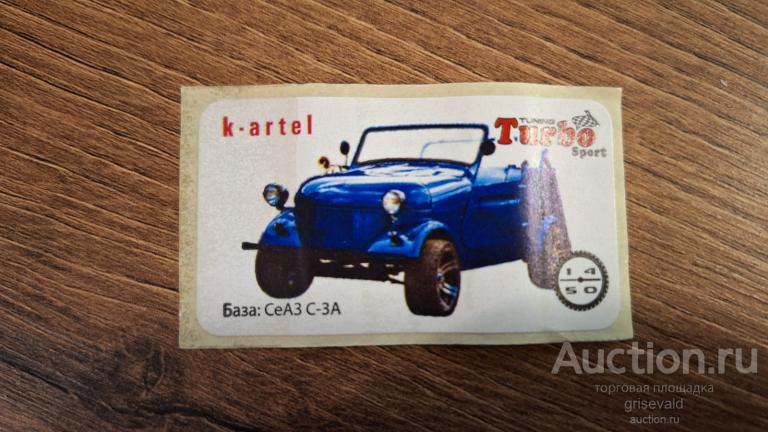 k-artel
TUNING
Turbo
Sport
14
50
База: СеАЗ С-3А
Auction.ru
торговая площадка
grisevald
auction.ru